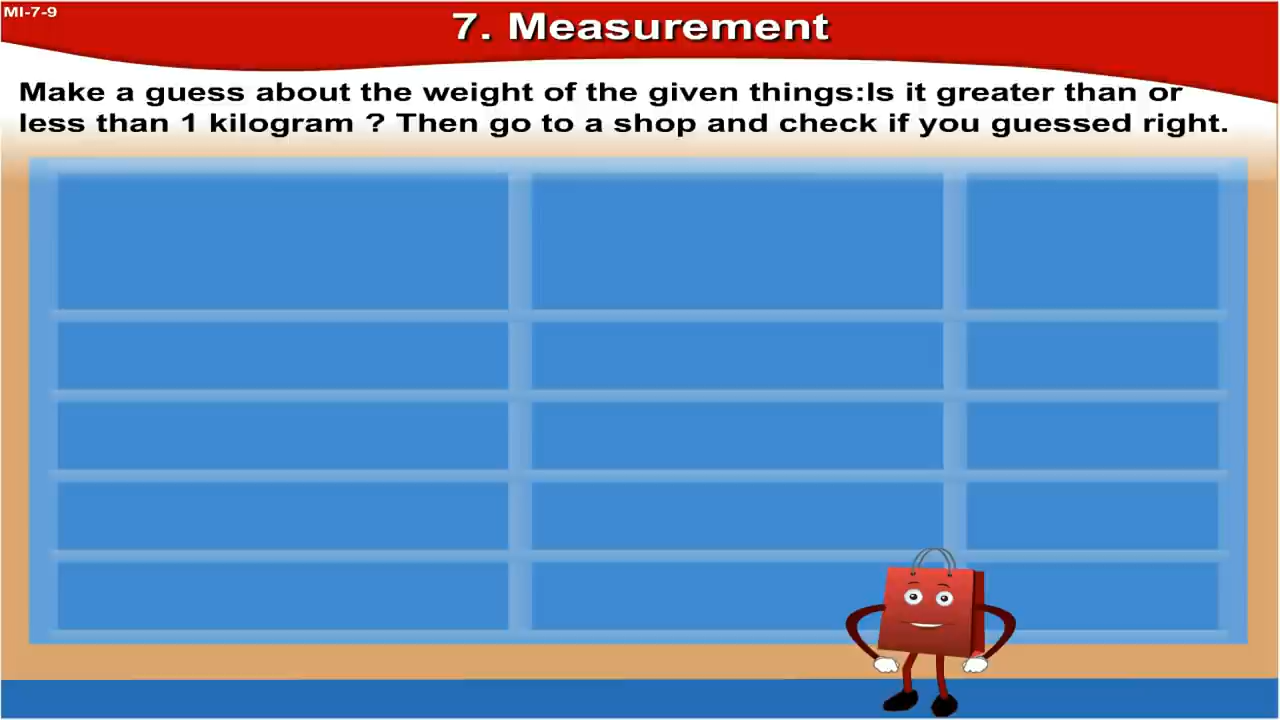 MI-7-9
7. Measurement
Make a guess about the weight of the given things:Is it greater than or
less than 1 kilogram ? Then go to a shop and check if you guessed right.